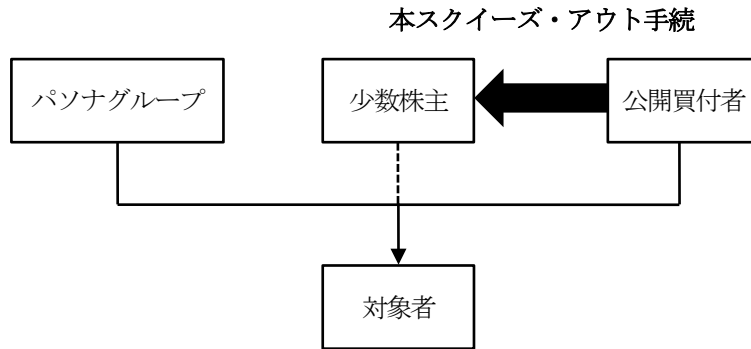 本スクイーズ・アウト手続
パソナグループ
少数株主
公開買付者
対象者